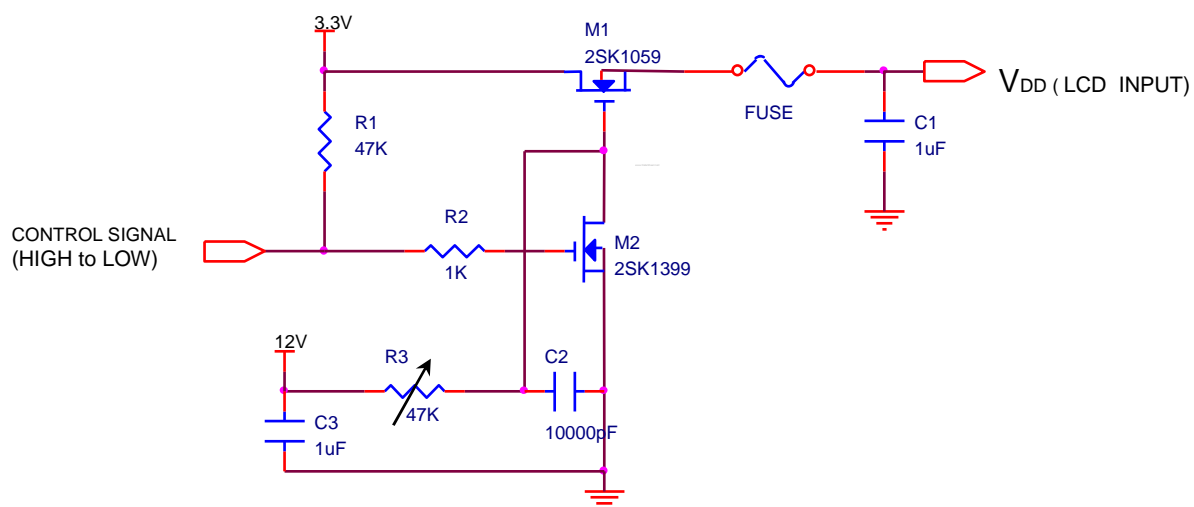 3.3V
M1
2SK1059
FUSE
VDD ( LCD INPUT)
R1
47K
C1
1uF
CONTROL SIGNAL
(HIGH to LOW)
R2
1K
M2
2SK1399
12V
R3
47K
C2
10000pF
C3
1uF